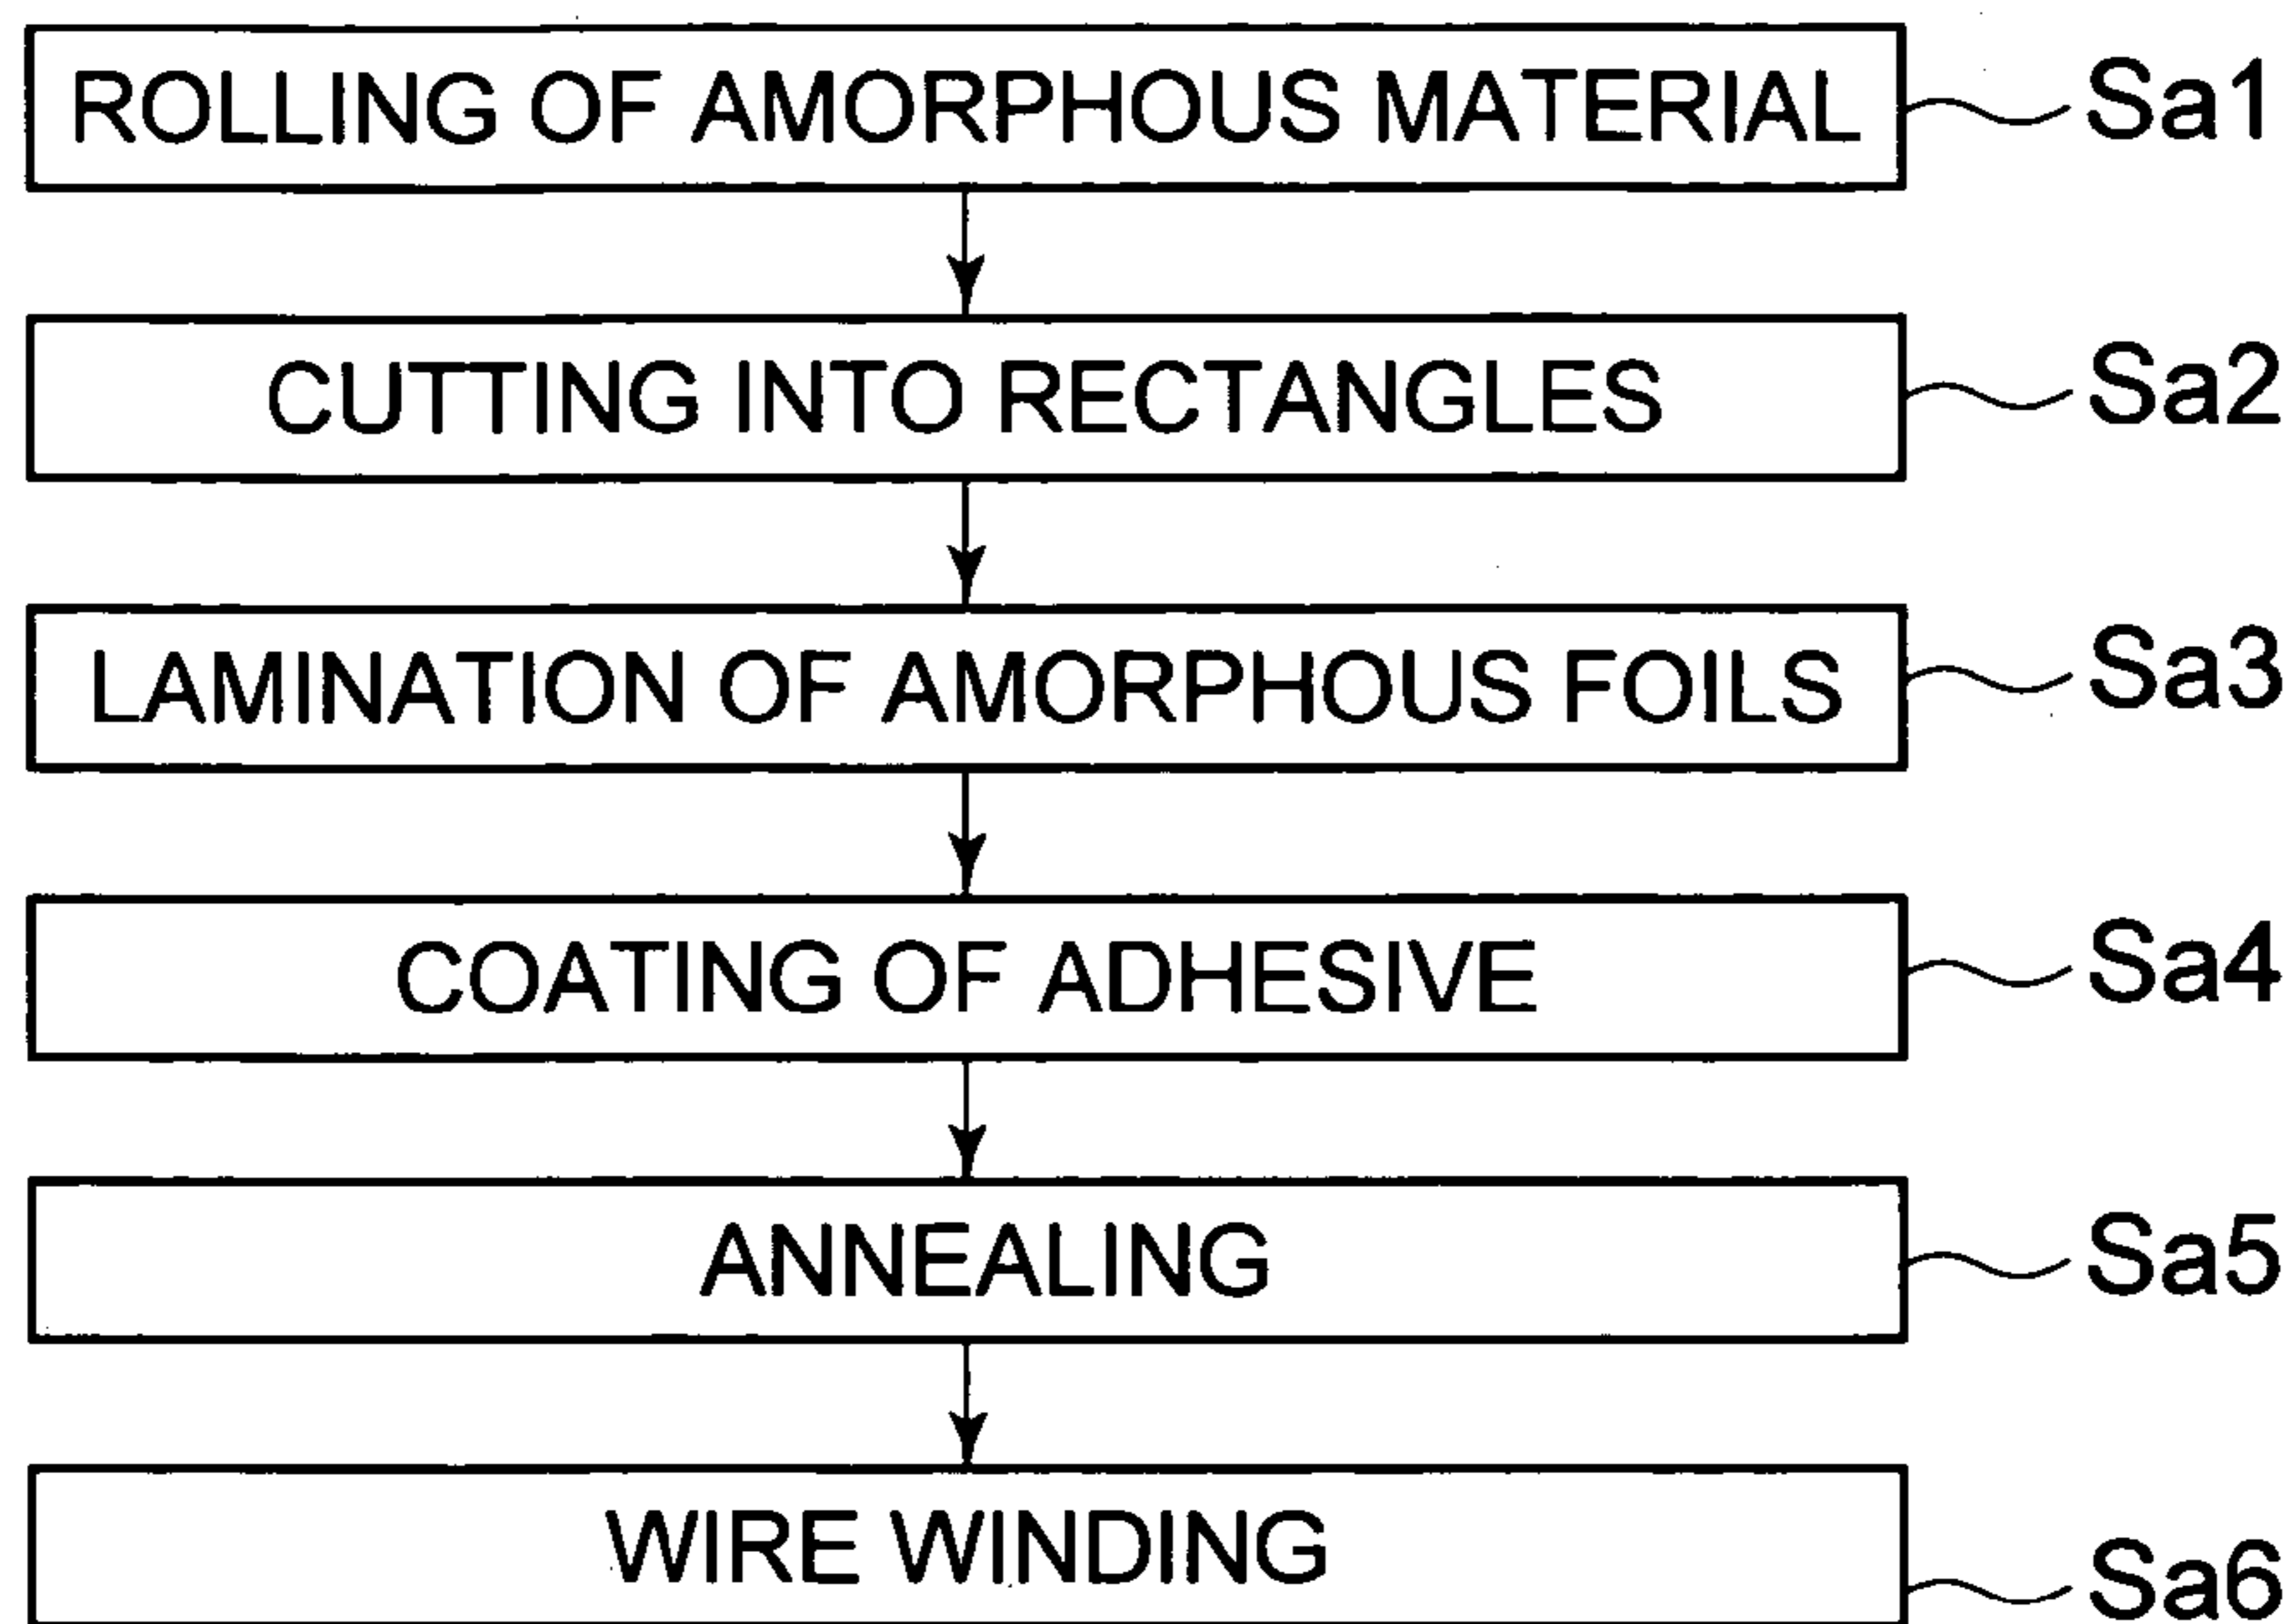 ROLLING OF AMORPHOUS MATERIAL Sa1
CUTTING INTO RECTANGLES Sa2
LAMINATION OF AMORPHOUS FOILS Sa3
COATING OF ADHESIVE Sa4
ANNEALING Sa5
WIRE WINDING Sa6